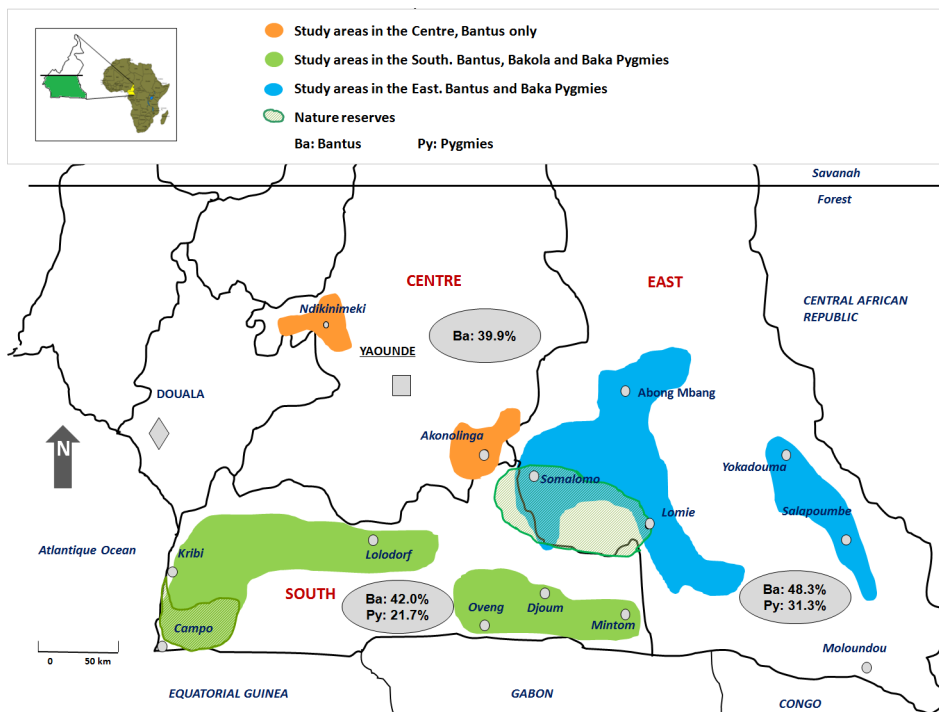 Study areas in the Centre, Bantus only
Study areas in the South. Bantus, Bakola and Baka Pygmies
Study areas in the East. Bantus and Baka Pygmies
Nature reserves
Ba: Bantus Py: Pygmies
Savanah
Forest
CENTRE
EAST
Ndikinimeki
CENTRAL AFRICAN
REPUBLIC
Ba: 39.9%
YAOUNDE
DOUALA
Abong Mbang
N
Akonolinga
Yokadouma
Somalomo
Salapoumbe
Lomie
Atlantique Ocean
Kribi
Lolodorf
SOUTH
Ba: 42.0%
Py: 21.7%
Oveng
Djoum
Mintom
Ba: 48.3%
Py: 31.3%
Campo
Moloundou
0 50 km
EQUATORIAL GUINEA
GABON
CONGO